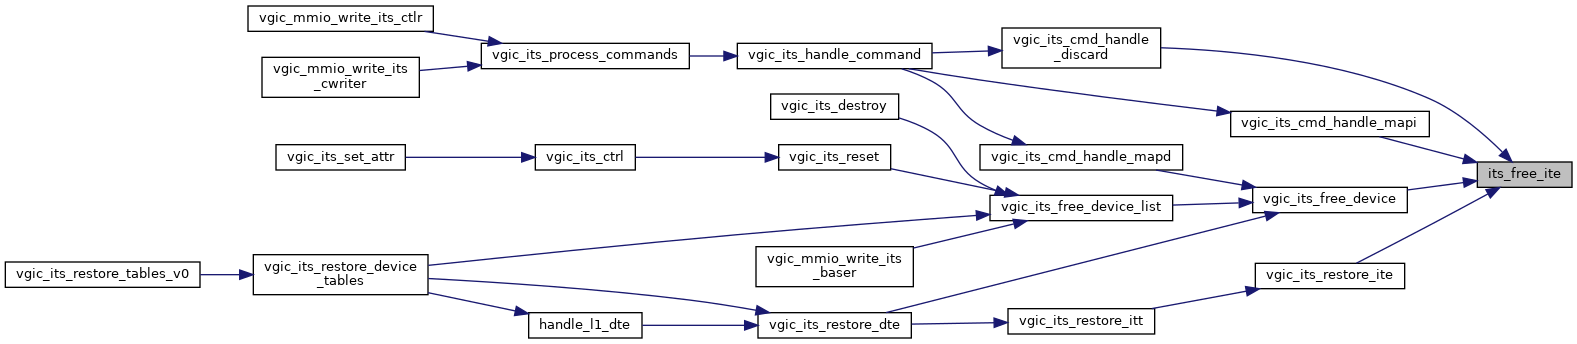 vgic_mmio_write_its_ctlr
vgic_mmio_write_its
_cwriter
vgic_its_process_commands
vgic_its_handle_command
vgic_its_cmd_handle
_discard
vgic_its_destroy
vgic_its_cmd_handle_mapi
vgic_its_set_attr
vgic_its_ctrl
vgic_its_reset
vgic_its_cmd_handle_mapd
its_free_ite
vgic_its_free_device_list
vgic_its_free_device
vgic_its_restore_tables_v0
vgic_its_restore_device
_tables
vgic_mmio_write_its
_baser
vgic_its_restore_ite
handle_l1_dte
vgic_its_restore_dte
vgic_its_restore_itt